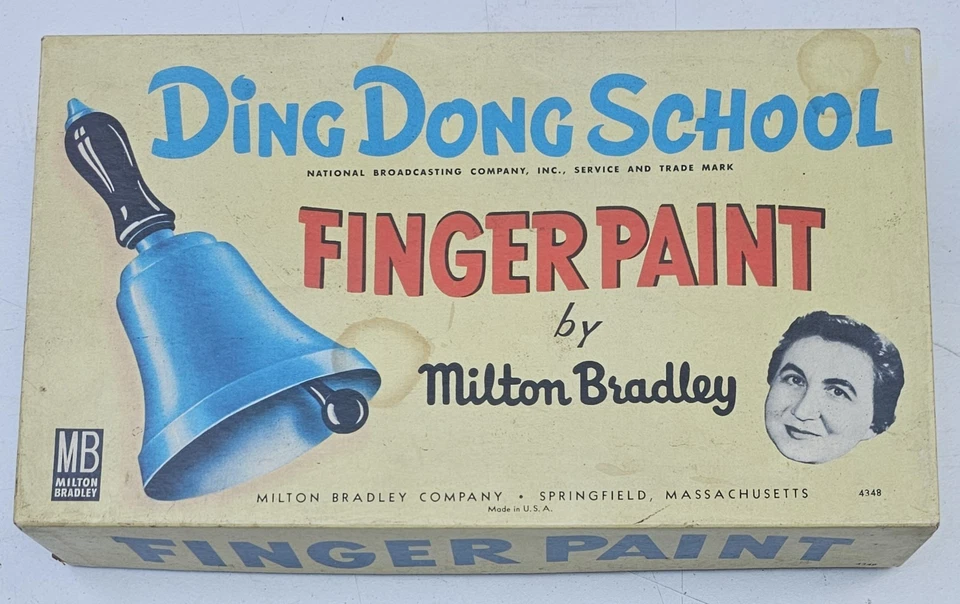 Ding Dong School
NATIONAL BROADCASTING COMPANY, INC., SERVICE AND TRADE MARK
FINGER PAINT
by
Milton Bradley
MB
MILTON
BRADLEY
MILTON BRADLEY COMPANY • SPRINGFIELD, MASSACHUSETTS
Made in U.S.A.
4348
FINGER PAINT